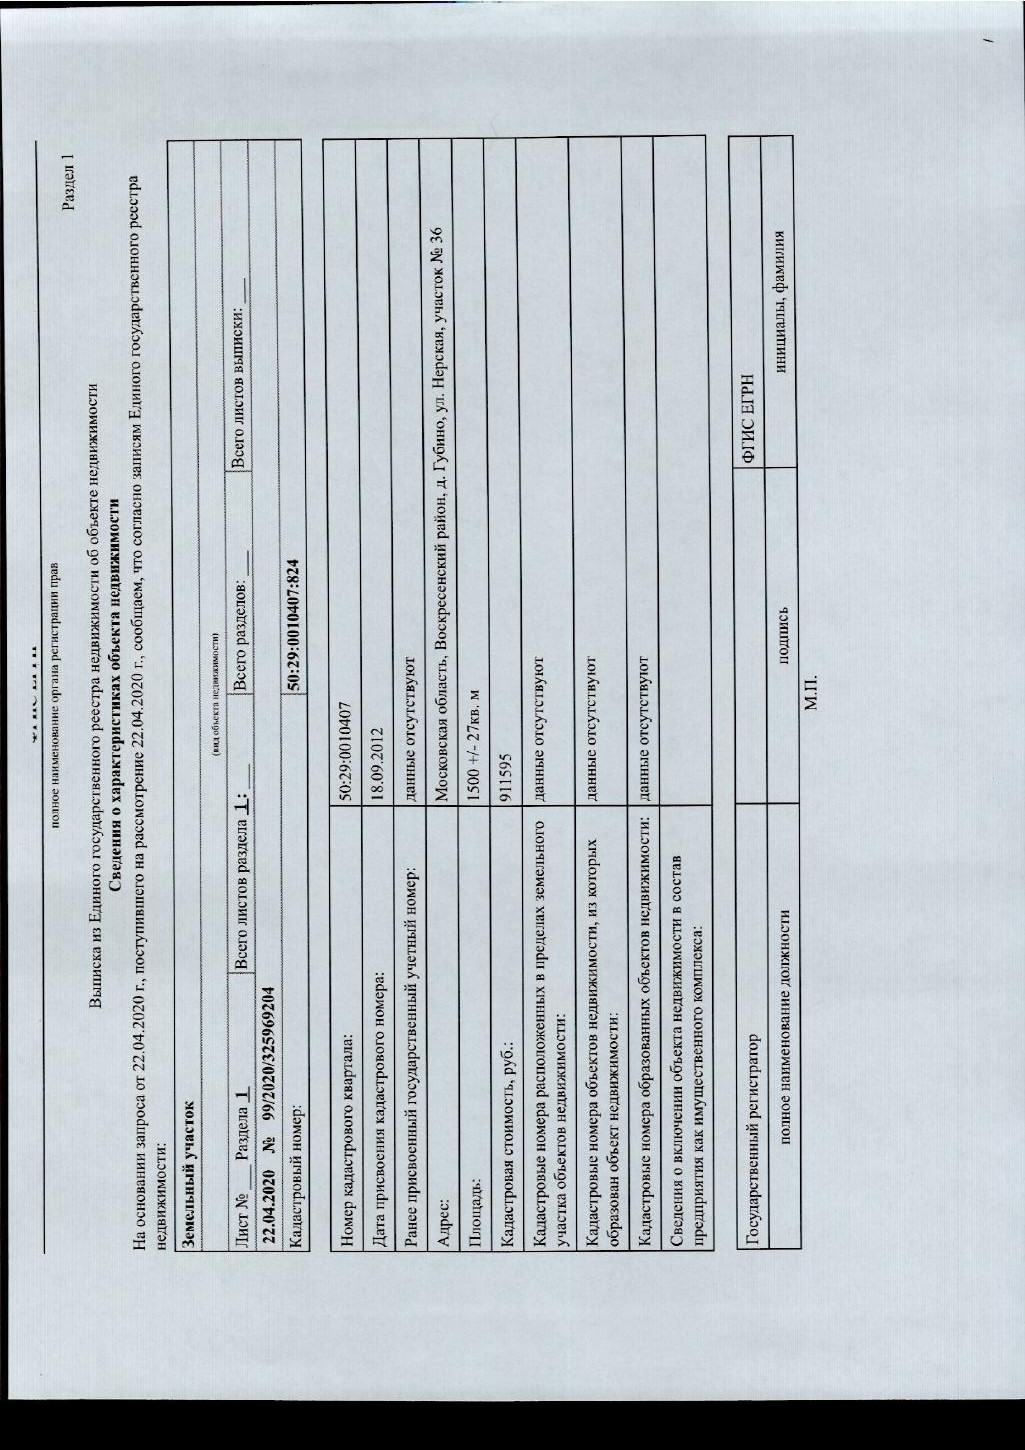 полное наименование органа регистрации прав
Раздел 1
Выписка из Единого государственного реестра недвижимости об объекте недвижимости
Сведения о характеристиках объекта недвижимости
На основании запроса от 22.04.2020 г., поступившего на рассмотрение 22.04.2020 г., сообщаем, что согласно записям Единого государственного реестра
недвижимости:
Земельный участок
(вид объекта недвижимости)
Лист № ___ Раздела 1 Всего листов раздела 1: ___ Всего разделов: ___ Всего листов выписки: ___
22.04.2020 № 99/2020/325969204
Кадастровый номер: 50:29:0010407:824
Номер кадастрового квартала: 50:29:0010407
Дата присвоения кадастрового номера: 18.09.2012
Ранее присвоенный государственный учетный номер: данные отсутствуют
Адрес: Московская область, Воскресенский район, д. Губино, ул. Нерская, участок № 36
Площадь: 1500 +/- 27кв. м
Кадастровая стоимость, руб.: 911595
Кадастровые номера расположенных в пределах земельного
участка объектов недвижимости: данные отсутствуют
Кадастровые номера объектов недвижимости, из которых
образован объект недвижимости: данные отсутствуют
Кадастровые номера образованных объектов недвижимости: данные отсутствуют
Сведения о включении объекта недвижимости в состав
предприятия как имущественного комплекса:
Государственный регистратор ФГИС ЕГРН
полное наименование должности подпись инициалы, фамилия
М.П.